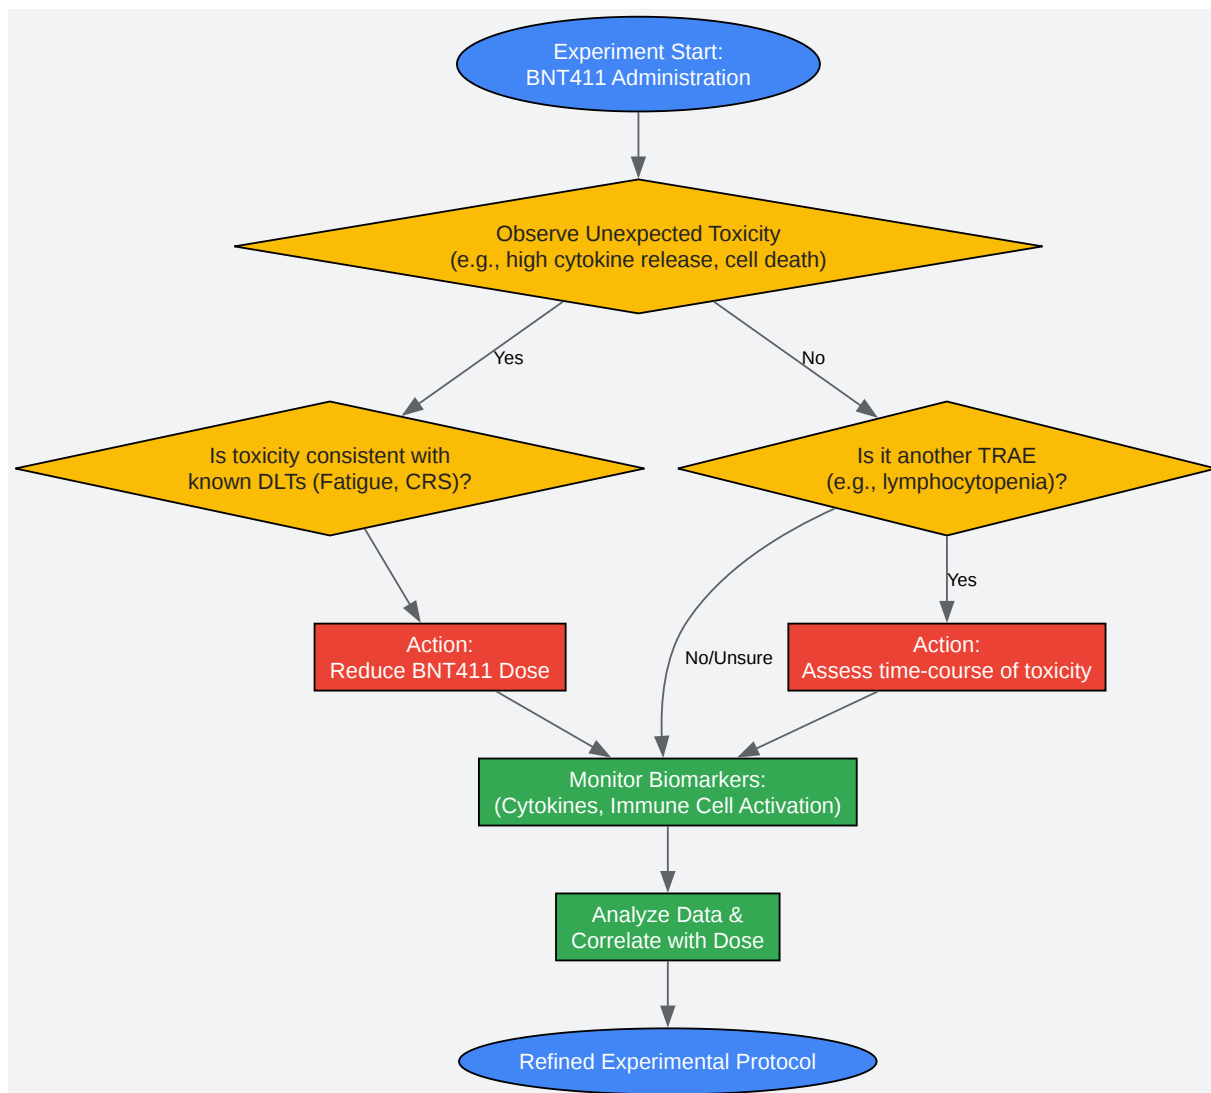 Experiment Start:
BNT411 Administration
Observe Unexpected Toxicity
(e.g., high cytokine release, cell death)
Yes
No
Is toxicity consistent with
known DLTs (Fatigue, CRS)?
Is it another TRAE
(e.g., lymphocytopenia)?
Yes
Action:
Reduce BNT411 Dose
No/Unsure
Action:
Assess time-course of toxicity
Monitor Biomarkers:
(Cytokines, Immune Cell Activation)
Analyze Data &
Correlate with Dose
Refined Experimental Protocol